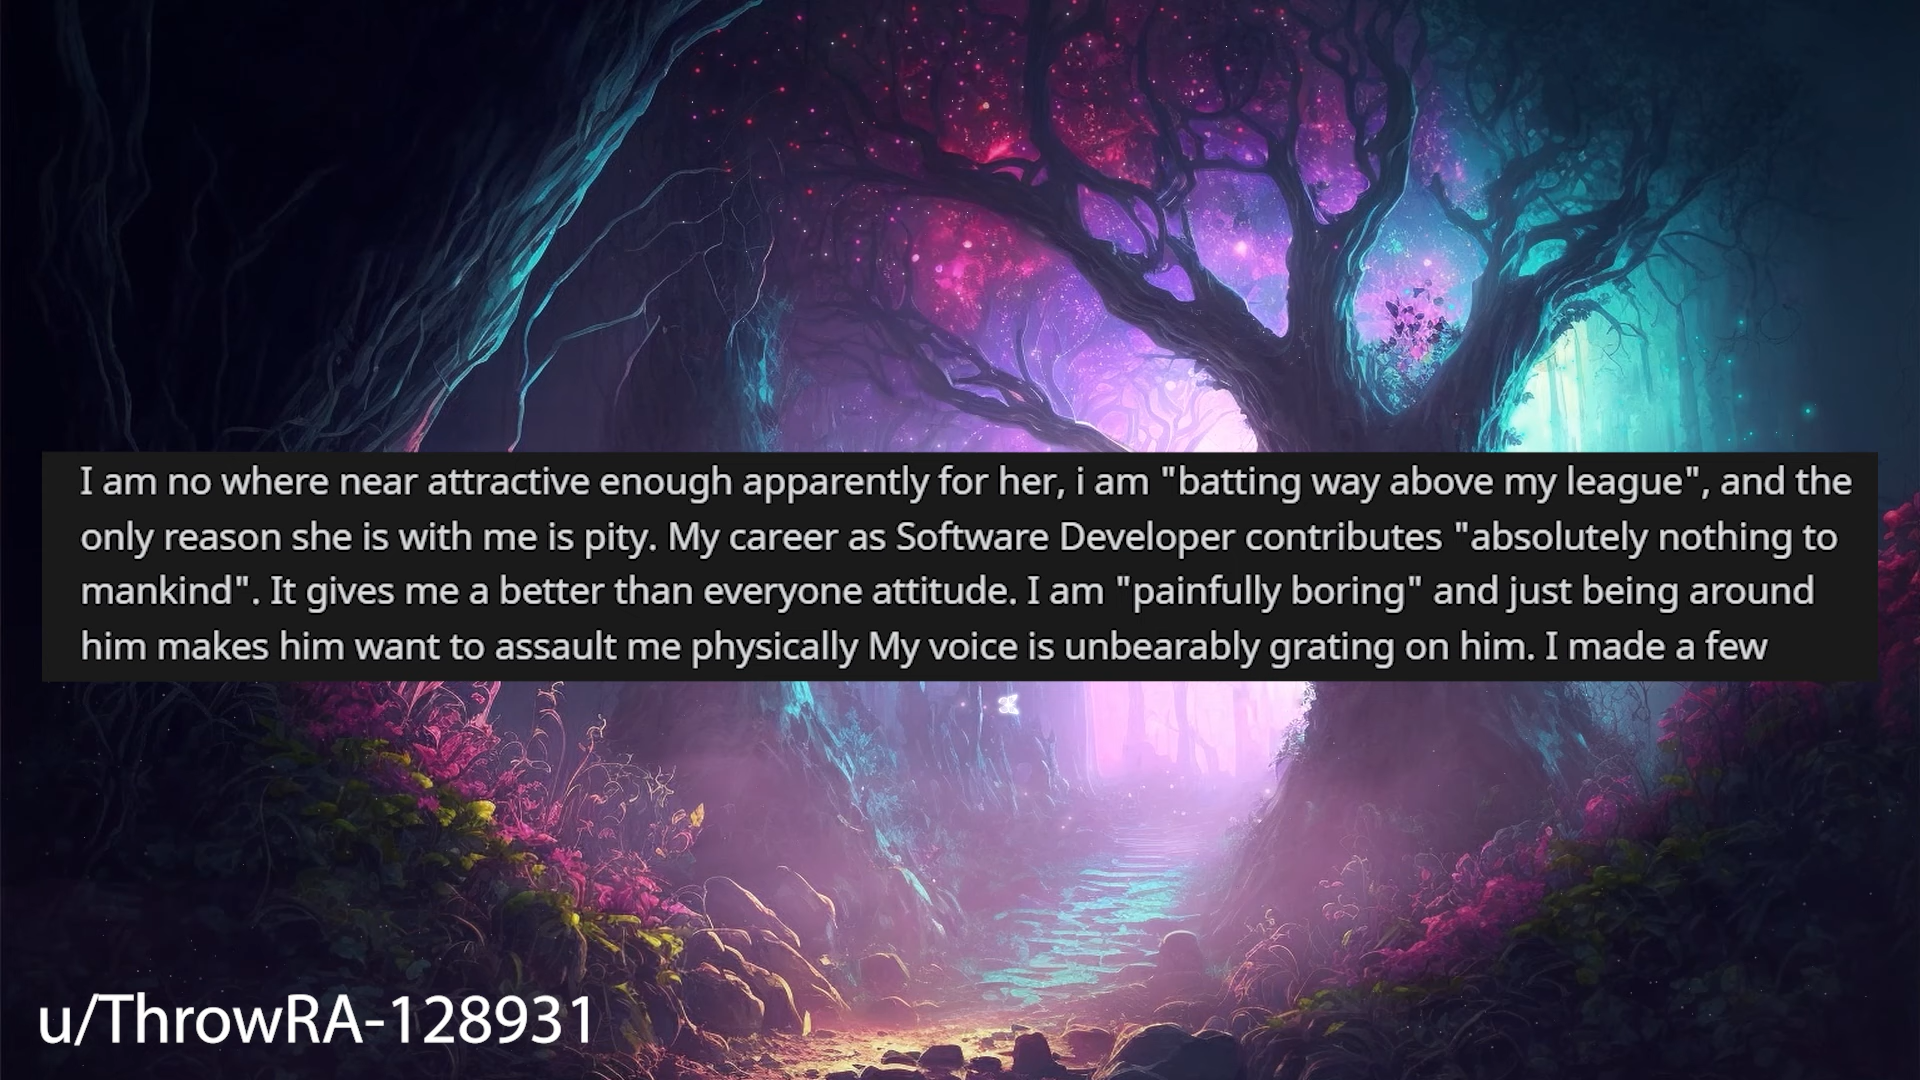 I am no where near attractive enough apparently for her, i am "batting way above my league", and the
only reason she is with me is pity. My career as Software Developer contributes "absolutely nothing to
mankind". It gives me a better than everyone attitude. I am "painfully boring" and just being around
him makes him want to assault me physically My voice is unbearably grating on him. I made a few
u/ThrowRA-128931